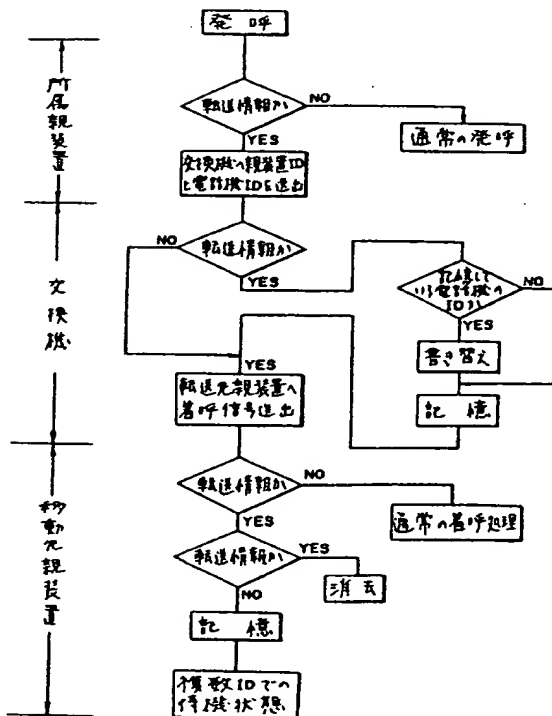 発呼
所属親装置
転送情報か
NO
通常の発呼
YES
交換機へ親装置ID
と電話機IDを送出
交換機
NO
転送情報か
YES
記憶して
いる電話機の
IDか
NO
YES
書き替え
記憶
YES
転送元親装置へ
着呼信号送出
移動先親装置
転送情報か
NO
通常の着呼処理
YES
転送情報か
YES
消去
NO
記憶
複数IDでの
待機状態